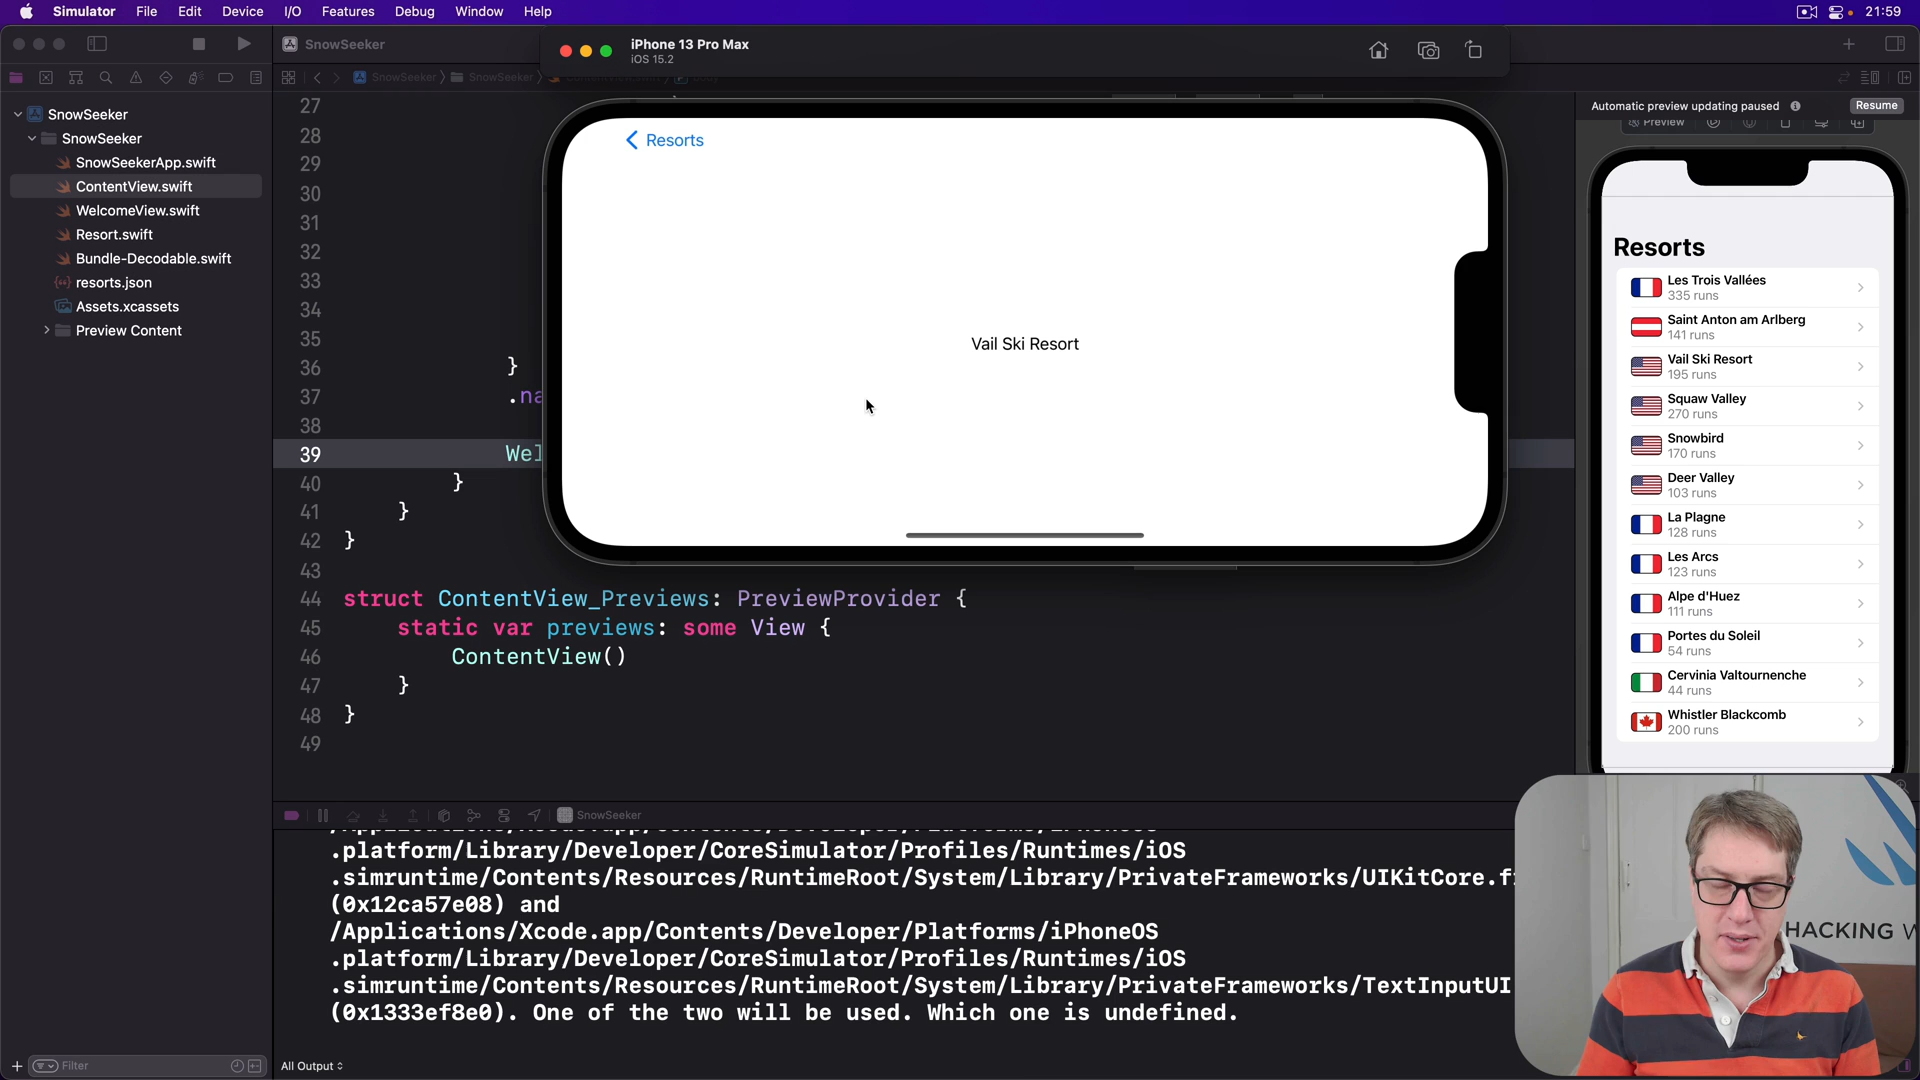 Simulator File Edit Device I/O Features Debug Window Help 21:59
SnowSeeker
iPhone 13 Pro Max
iOS 15.2
SnowSeeker SnowSeeker
Automatic preview updating paused Resume
Preview
SnowSeeker
SnowSeeker
SnowSeekerApp.swift
ContentView.swift
WelcomeView.swift
Resort.swift
Bundle-Decodable.swift
resorts.json
Assets.xcassets
Preview Content
27
28
29
30
31
32
33
34
35
36 }
37 .na
38
39 Wel
40 }
41 }
42 }
43
44 struct ContentView_Previews: PreviewProvider {
45 static var previews: some View {
46 ContentView()
47 }
48 }
49
Resorts
Vail Ski Resort
Resorts
Les Trois Vallées
335 runs
Saint Anton am Arlberg
141 runs
Vail Ski Resort
195 runs
Squaw Valley
270 runs
Snowbird
170 runs
Deer Valley
103 runs
La Plagne
128 runs
Les Arcs
123 runs
Alpe d'Huez
111 runs
Portes du Soleil
54 runs
Cervinia Valtournenche
44 runs
Whistler Blackcomb
200 runs
SnowSeeker
.platform/Library/Developer/CoreSimulator/Profiles/Runtimes/iOS
.simruntime/Contents/Resources/RuntimeRoot/System/Library/PrivateFrameworks/UIKitCore.f
(0x12ca57e08) and
/Applications/Xcode.app/Contents/Developer/Platforms/iPhoneOS
.platform/Library/Developer/CoreSimulator/Profiles/Runtimes/iOS
.simruntime/Contents/Resources/RuntimeRoot/System/Library/PrivateFrameworks/TextInputUI
(0x1333ef8e0). One of the two will be used. Which one is undefined.
HACKING W
Filter
All Output